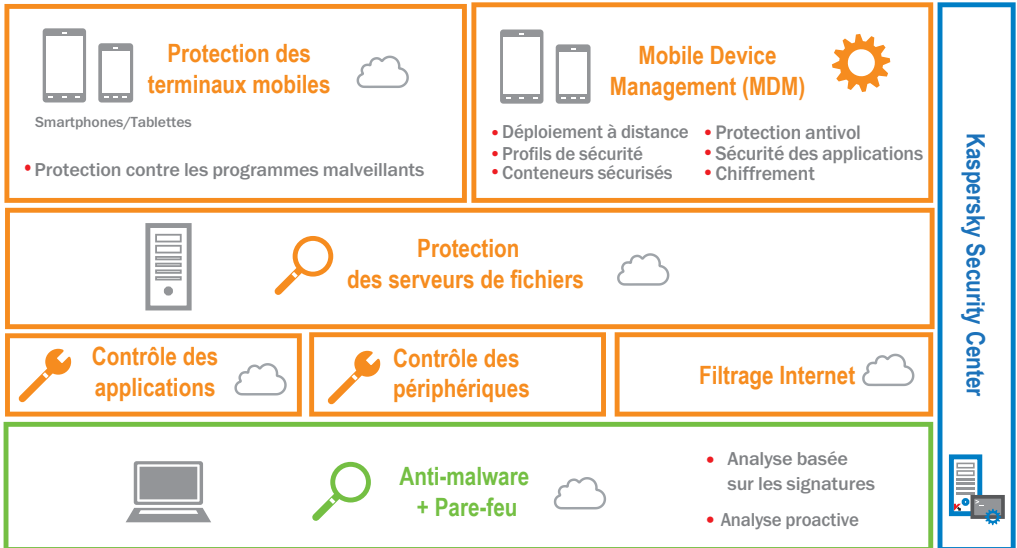 Protection des
terminaux mobiles
Smartphones/Tablettes
• Protection contre les programmes malveillants
Mobile Device
Management (MDM)
• Déploiement à distance
• Profils de sécurité
• Conteneurs sécurisés
• Protection antivol
• Sécurité des applications
• Chiffrement
Protection
des serveurs de fichiers
Contrôle des
applications
Contrôle des
périphériques
Filtrage Internet
Anti-malware
+ Pare-feu
• Analyse basée
sur les signatures
• Analyse proactive
Kaspersky Security Center